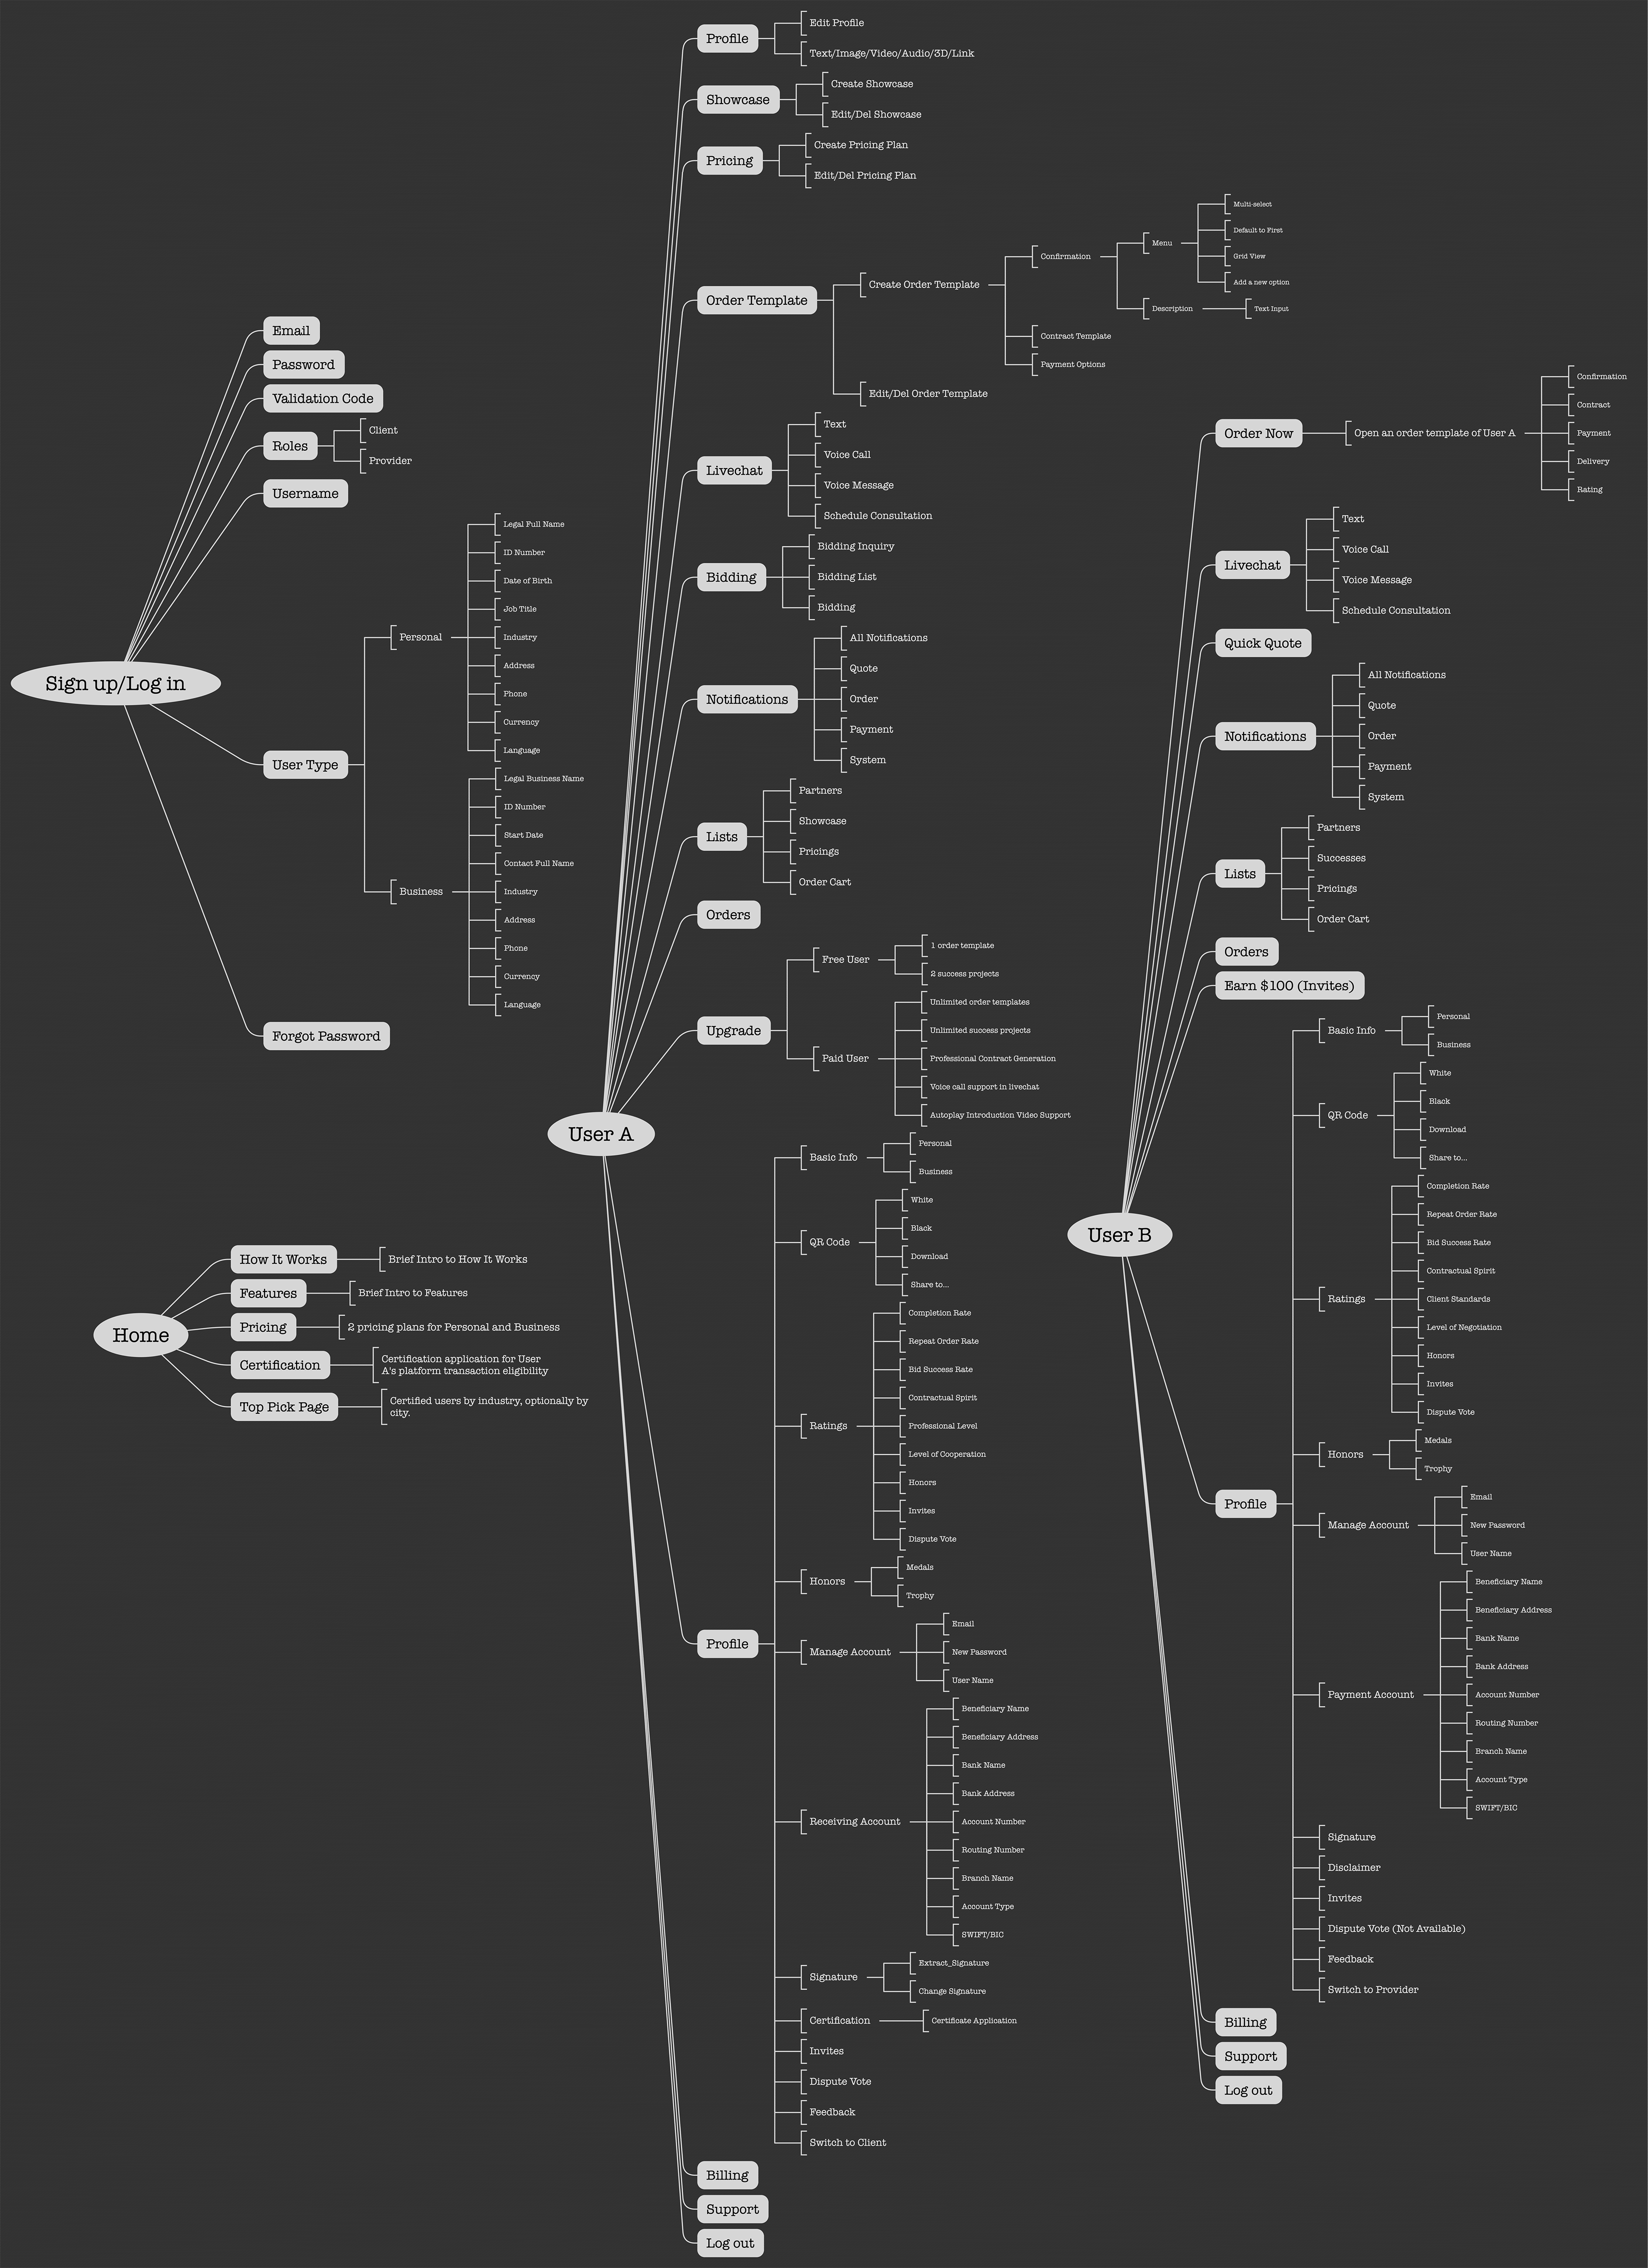 Sign up/Log in
Email
Password
Validation Code
Roles
Client
Provider
Username
User Type
Personal
Legal Full Name
ID Number
Date of Birth
Job Title
Industry
Address
Phone
Currency
Language
Business
Legal Business Name
ID Number
Start Date
Contact Full Name
Industry
Address
Phone
Currency
Language
Forgot Password
Home
How It Works
Brief Intro to How It Works
Features
Brief Intro to Features
Pricing
2 pricing plans for Personal and Business
Certification
Certification application for User
A's platform transaction eligibility
Top Pick Page
Certified users by industry, optionally by
city.
User A
Profile
Edit Profile
Text/Image/Video/Audio/3D/Link
Showcase
Create Showcase
Edit/Del Showcase
Pricing
Create Pricing Plan
Edit/Del Pricing Plan
Order Template
Create Order Template
Confirmation
Menu
Multi-select
Default to First
Grid View
Add a new option
Description
Text Input
Contract Template
Payment Options
Edit/Del Order Template
Livechat
Text
Voice Call
Voice Message
Schedule Consultation
Bidding
Bidding Inquiry
Bidding List
Bidding
Notifications
All Notifications
Quote
Order
Payment
System
Lists
Partners
Showcase
Pricings
Order Cart
Orders
Upgrade
Free User
1 order template
2 success projects
Paid User
Unlimited order templates
Unlimited success projects
Professional Contract Generation
Voice call support in livechat
Autoplay Introduction Video Support
Profile
Basic Info
Personal
Business
QR Code
White
Black
Download
Share to...
Ratings
Completion Rate
Repeat Order Rate
Bid Success Rate
Contractual Spirit
Professional Level
Level of Cooperation
Honors
Invites
Dispute Vote
Honors
Medals
Trophy
Manage Account
Email
New Password
User Name
Receiving Account
Beneficiary Name
Beneficiary Address
Bank Name
Bank Address
Account Number
Routing Number
Branch Name
Account Type
SWIFT/BIC
Signature
Extract_Signature
Change Signature
Certification
Certificate Application
Invites
Dispute Vote
Feedback
Switch to Client
Billing
Support
Log out
User B
Order Now
Open an order template of User A
Confirmation
Contract
Payment
Delivery
Rating
Livechat
Text
Voice Call
Voice Message
Schedule Consultation
Quick Quote
Notifications
All Notifications
Quote
Order
Payment
System
Lists
Partners
Successes
Pricings
Order Cart
Orders
Earn $100 (Invites)
Profile
Basic Info
Personal
Business
QR Code
White
Black
Download
Share to...
Ratings
Completion Rate
Repeat Order Rate
Bid Success Rate
Contractual Spirit
Client Standards
Level of Negotiation
Honors
Invites
Dispute Vote
Honors
Medals
Trophy
Manage Account
Email
New Password
User Name
Payment Account
Beneficiary Name
Beneficiary Address
Bank Name
Bank Address
Account Number
Routing Number
Branch Name
Account Type
SWIFT/BIC
Signature
Disclaimer
Invites
Dispute Vote (Not Available)
Feedback
Switch to Provider
Billing
Support
Log out